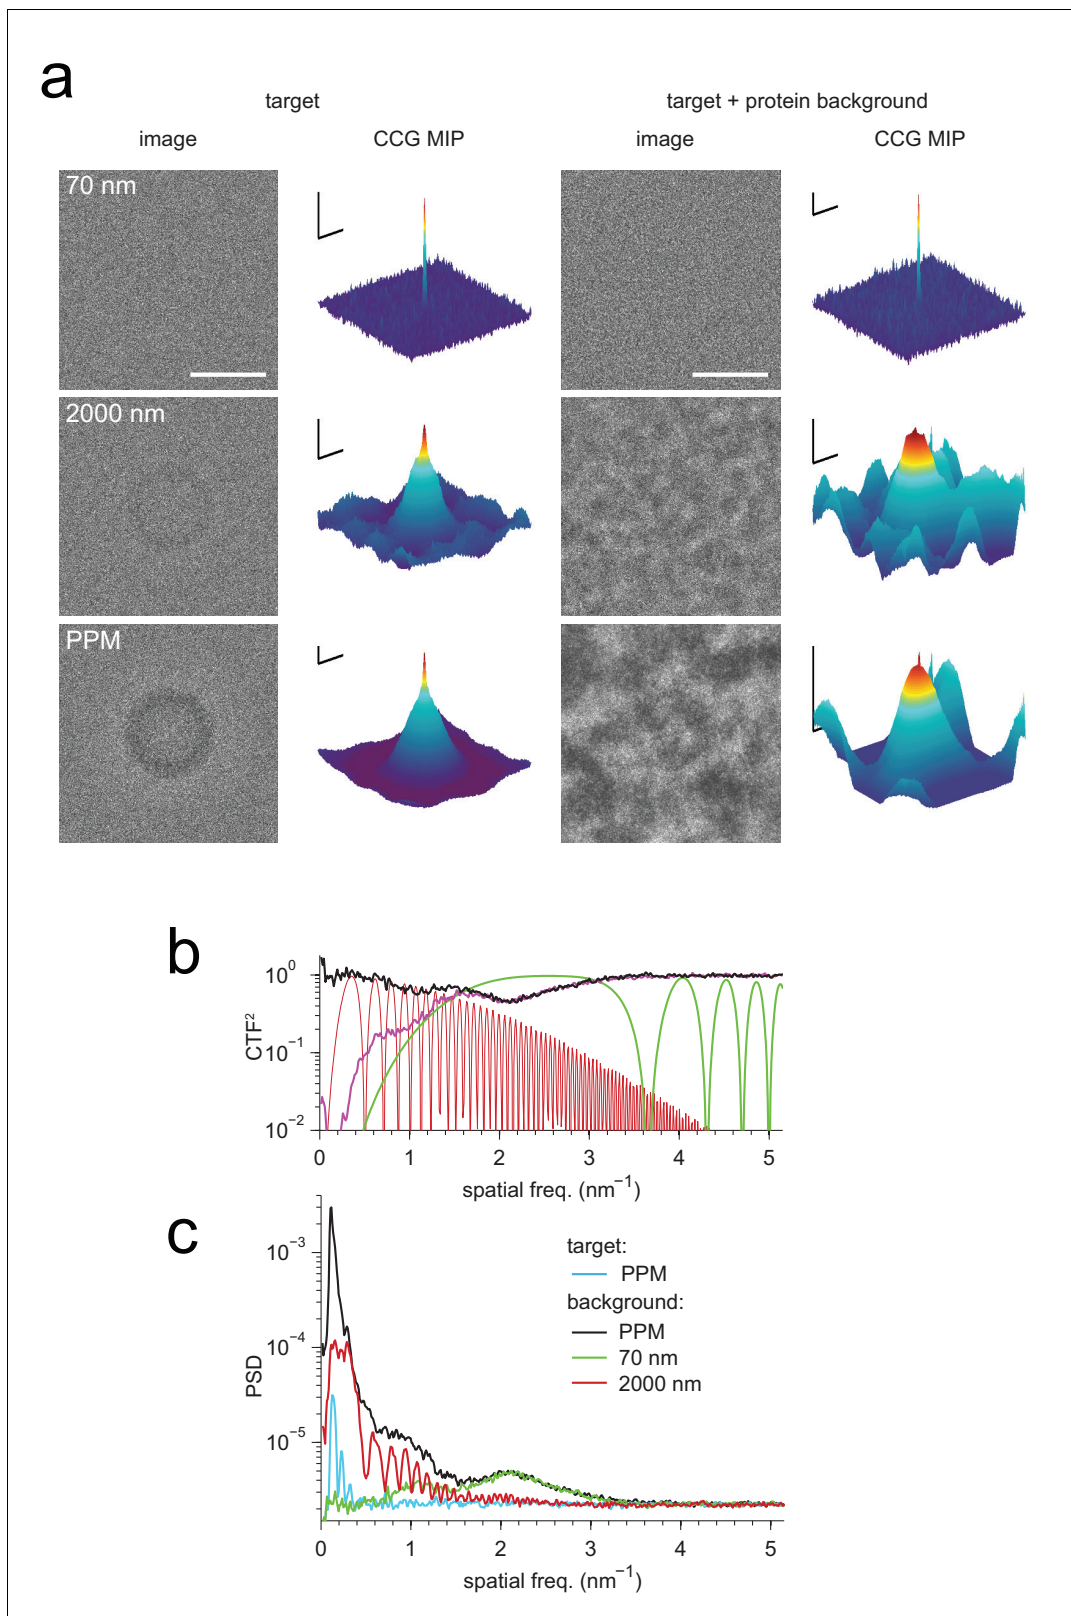 a
target
target + protein background
image
CCG MIP
image
CCG MIP
70 nm
2000 nm
PPM
b
10⁰
10⁻¹
10⁻²
CTF²
0 1 2 3 4 5
spatial freq. (nm⁻¹)
c
10⁻³
10⁻⁴
10⁻⁵
PSD
target:
PPM
background:
PPM
70 nm
2000 nm
0 1 2 3 4 5
spatial freq. (nm⁻¹)